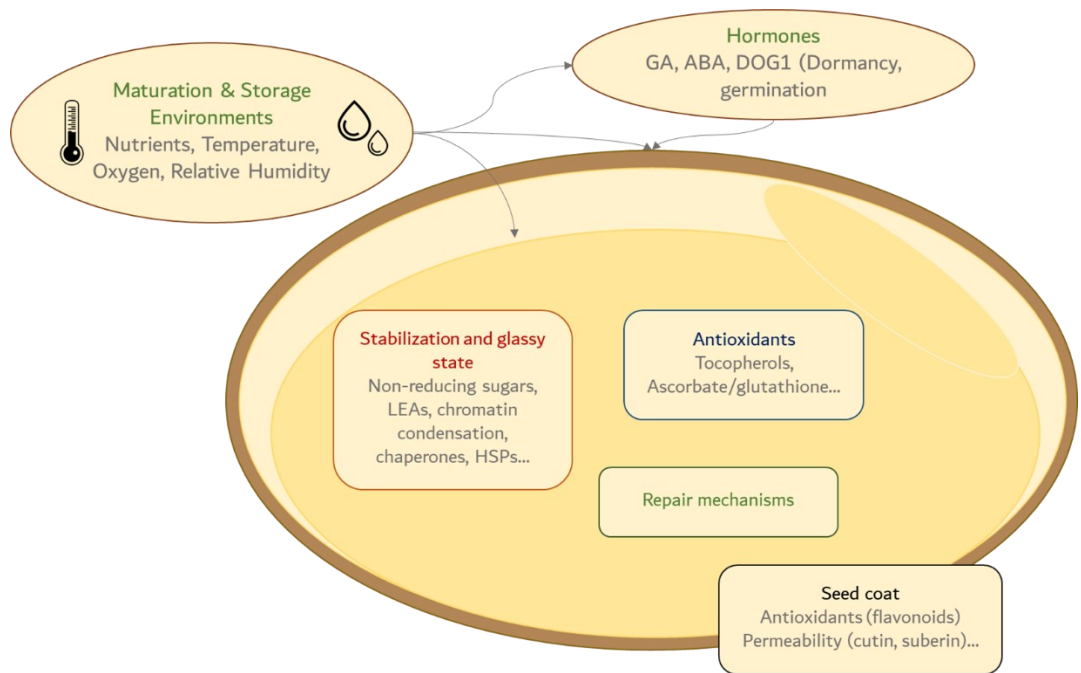 Hormones
GA, ABA, DOG1 (Dormancy,
germination
Maturation & Storage
Environments
Nutrients, Temperature,
Oxygen, Relative Humidity
Stabilization and glassy
state
Non-reducing sugars,
LEAs, chromatin
condensation,
chaperones, HSPs...
Antioxidants
Tocopherols,
Ascorbate/glutathione...
Repair mechanisms
Seed coat
Antioxidants (flavonoids)
Permeability (cutin, suberin)...